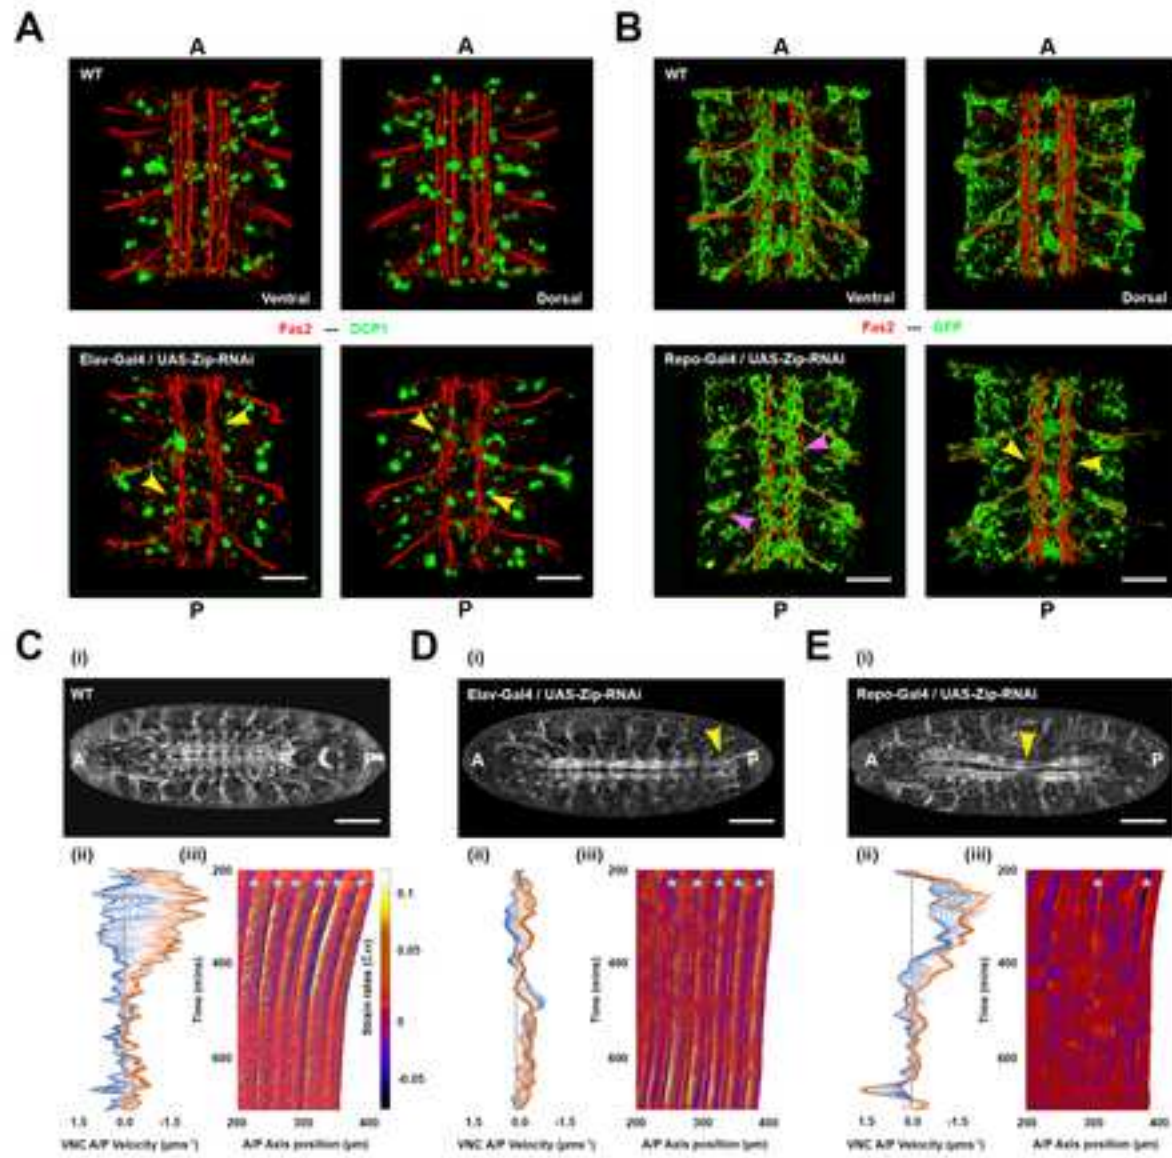 A
B
A
A
A
A
WT
Ventral
Dorsal
WT
Ventral
Dorsal
Fas2 --- DCP1
Fas2 --- GFP
Elav-Gal4 / UAS-Zip-RNAi
Repo-Gal4 / UAS-Zip-RNAi
P
P
P
P
C
D
E
(i)
(i)
(i)
WT
A
P
Elav-Gal4 / UAS-Zip-RNAi
A
P
Repo-Gal4 / UAS-Zip-RNAi
A
P
(ii)
(iii)
(ii)
(iii)
(ii)
(iii)
200
400
600
Time (mins)
0.1
0.05
0
-0.05
200
400
600
Time (mins)
200
400
600
Time (mins)
1.5 0.0 -1.5
200 300 400
1.5 0.0 -1.5
200 300 400
1.5 0.0 -1.5
200 300 400
VNC A/P Velocity (μms⁻¹)
A/P Axis position (μm)
VNC A/P Velocity (μms⁻¹)
A/P Axis position (μm)
VNC A/P Velocity (μms⁻¹)
A/P Axis position (μm)